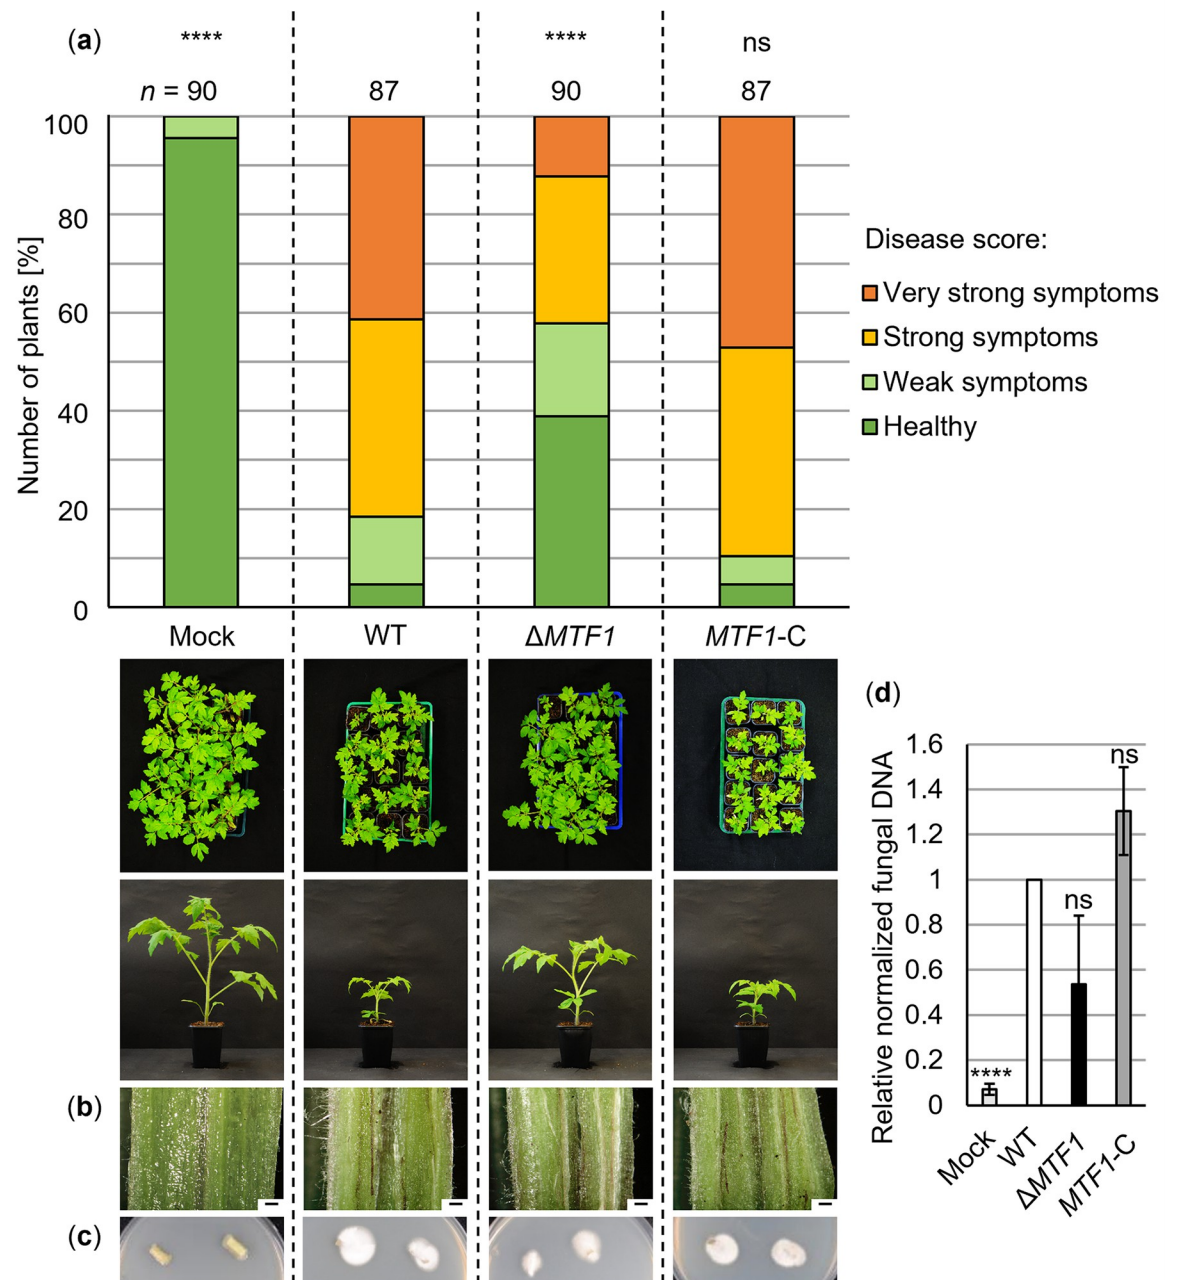 (a)
**** **** ns
n = 90 87 90 87
100
80
60
40
20
0
Number of plants [%]
Disease score:
Very strong symptoms
Strong symptoms
Weak symptoms
Healthy
Mock WT ΔMTF1 MTF1-C
(b)
(c)
(d)
Relative normalized fungal DNA
1.6
1.4
1.2
1
0.8
0.6
0.4
0.2
0
****
ns
ns
Mock
WT
ΔMTF1
MTF1-C